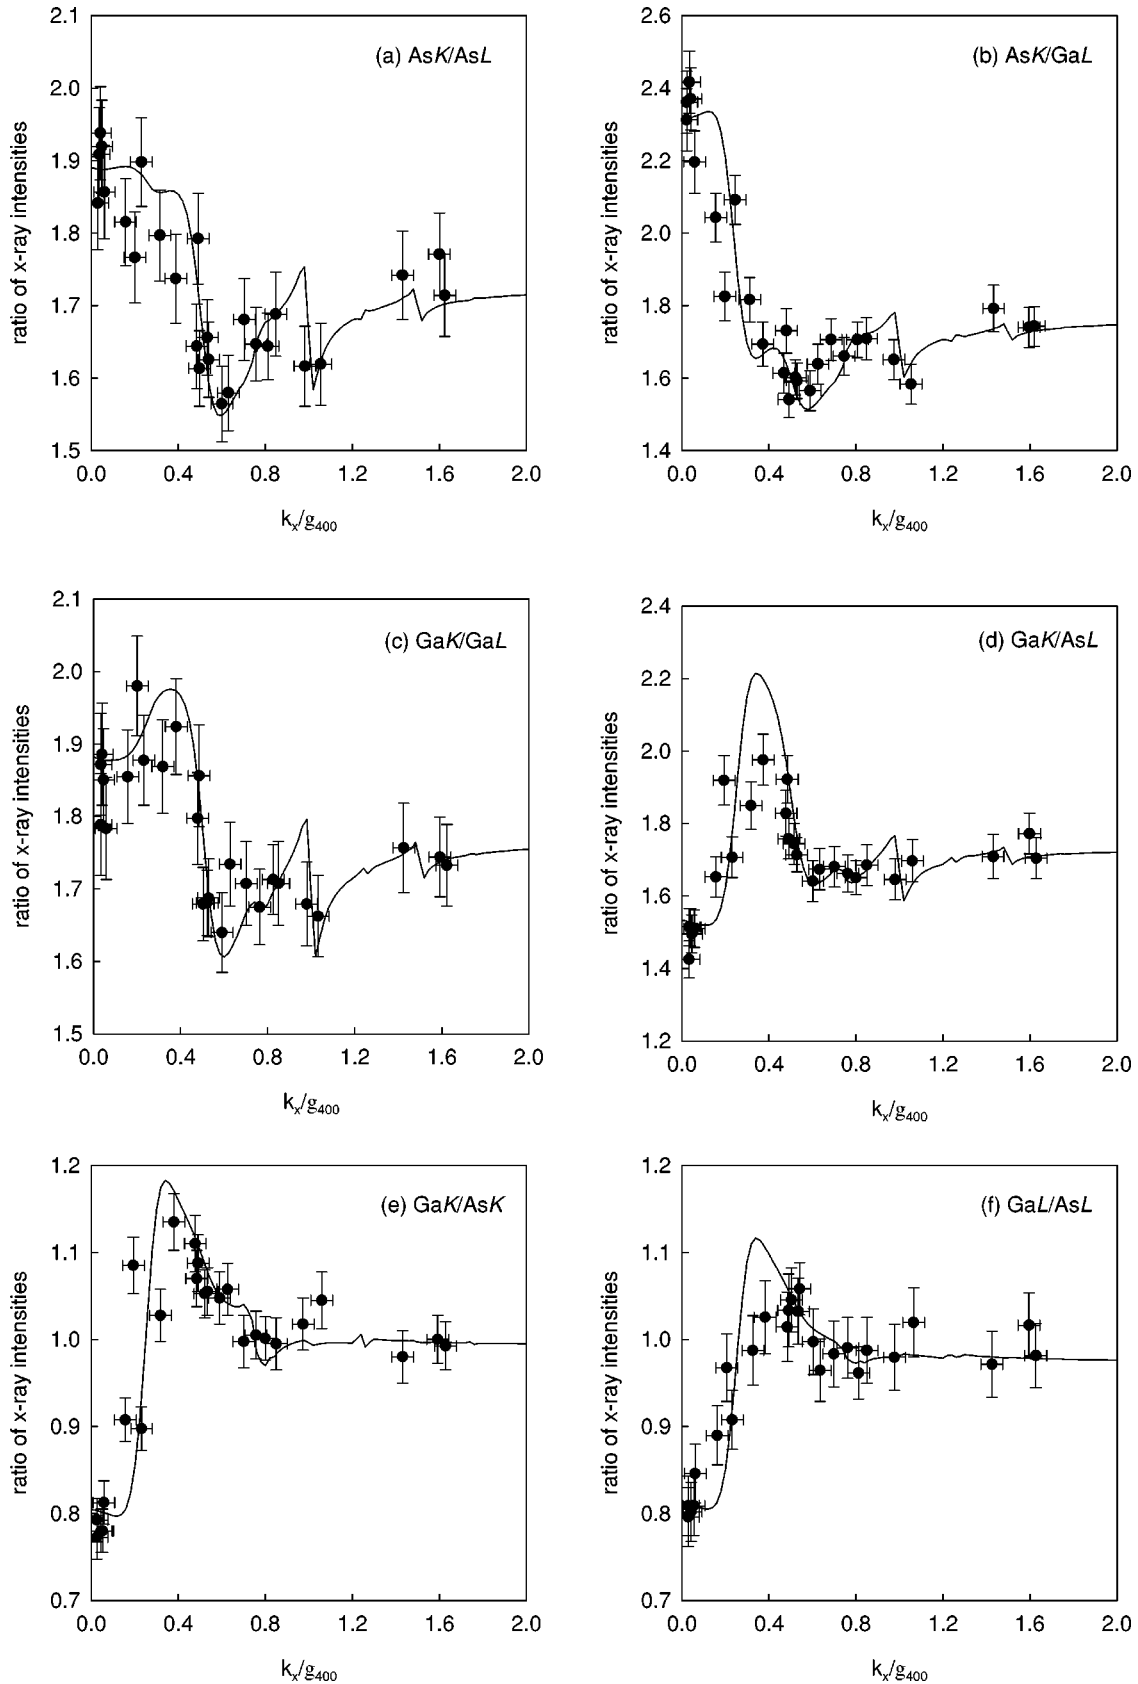 (a) AsK/AsL
ratio of x-ray intensities
2.1
2.0
1.9
1.8
1.7
1.6
1.5
0.0 0.4 0.8 1.2 1.6 2.0
kx/g400
(b) AsK/GaL
ratio of x-ray intensities
2.6
2.4
2.2
2.0
1.8
1.6
1.4
0.0 0.4 0.8 1.2 1.6 2.0
kx/g400
(c) GaK/GaL
ratio of x-ray intensities
2.1
2.0
1.9
1.8
1.7
1.6
1.5
0.0 0.4 0.8 1.2 1.6 2.0
kx/g400
(d) GaK/AsL
ratio of x-ray intensities
2.4
2.2
2.0
1.8
1.6
1.4
1.2
0.0 0.4 0.8 1.2 1.6 2.0
kx/g400
(e) GaK/AsK
ratio of x-ray intensities
1.2
1.1
1.0
0.9
0.8
0.7
0.0 0.4 0.8 1.2 1.6 2.0
kx/g400
(f) GaL/AsL
ratio of x-ray intensities
1.2
1.1
1.0
0.9
0.8
0.7
0.0 0.4 0.8 1.2 1.6 2.0
kx/g400